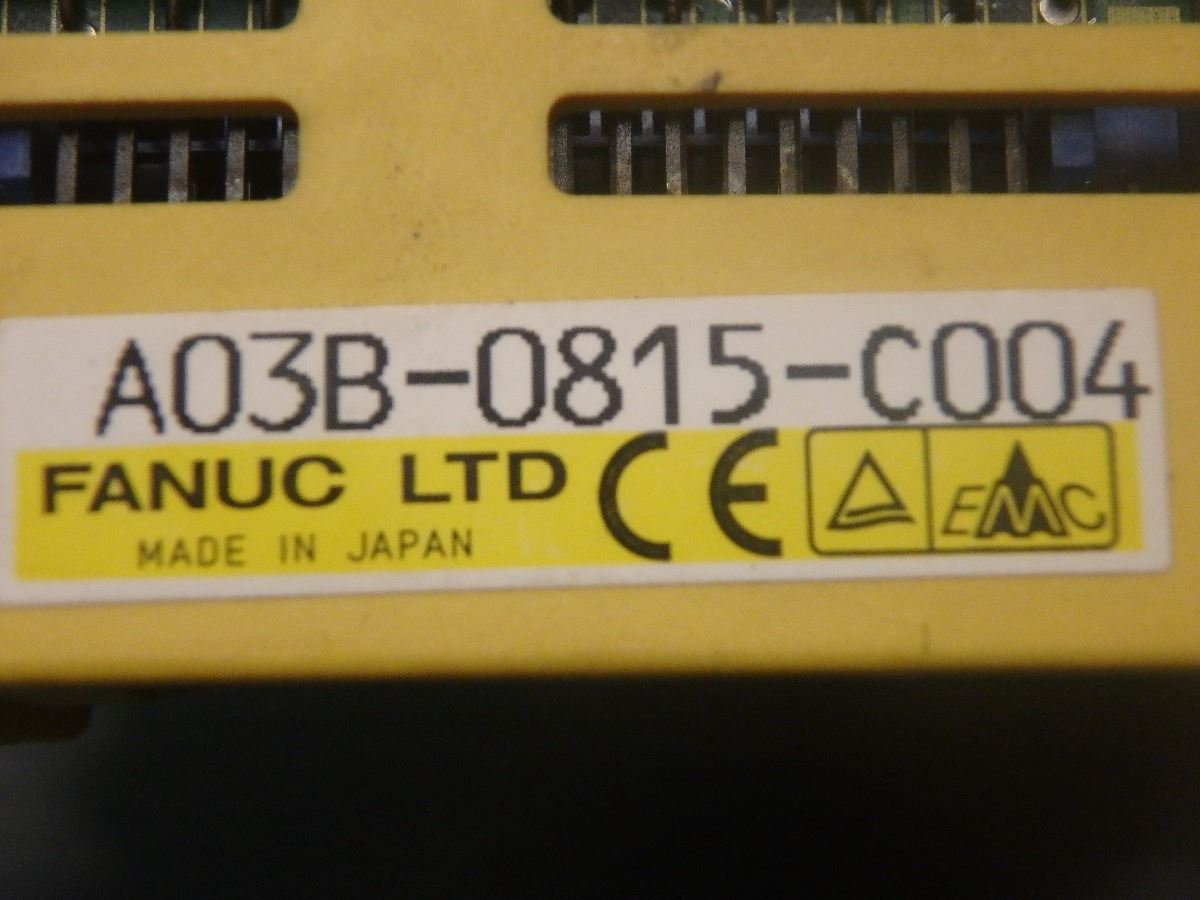 A03B-0815-C004
FANUC LTD CE EMC
MADE IN JAPAN